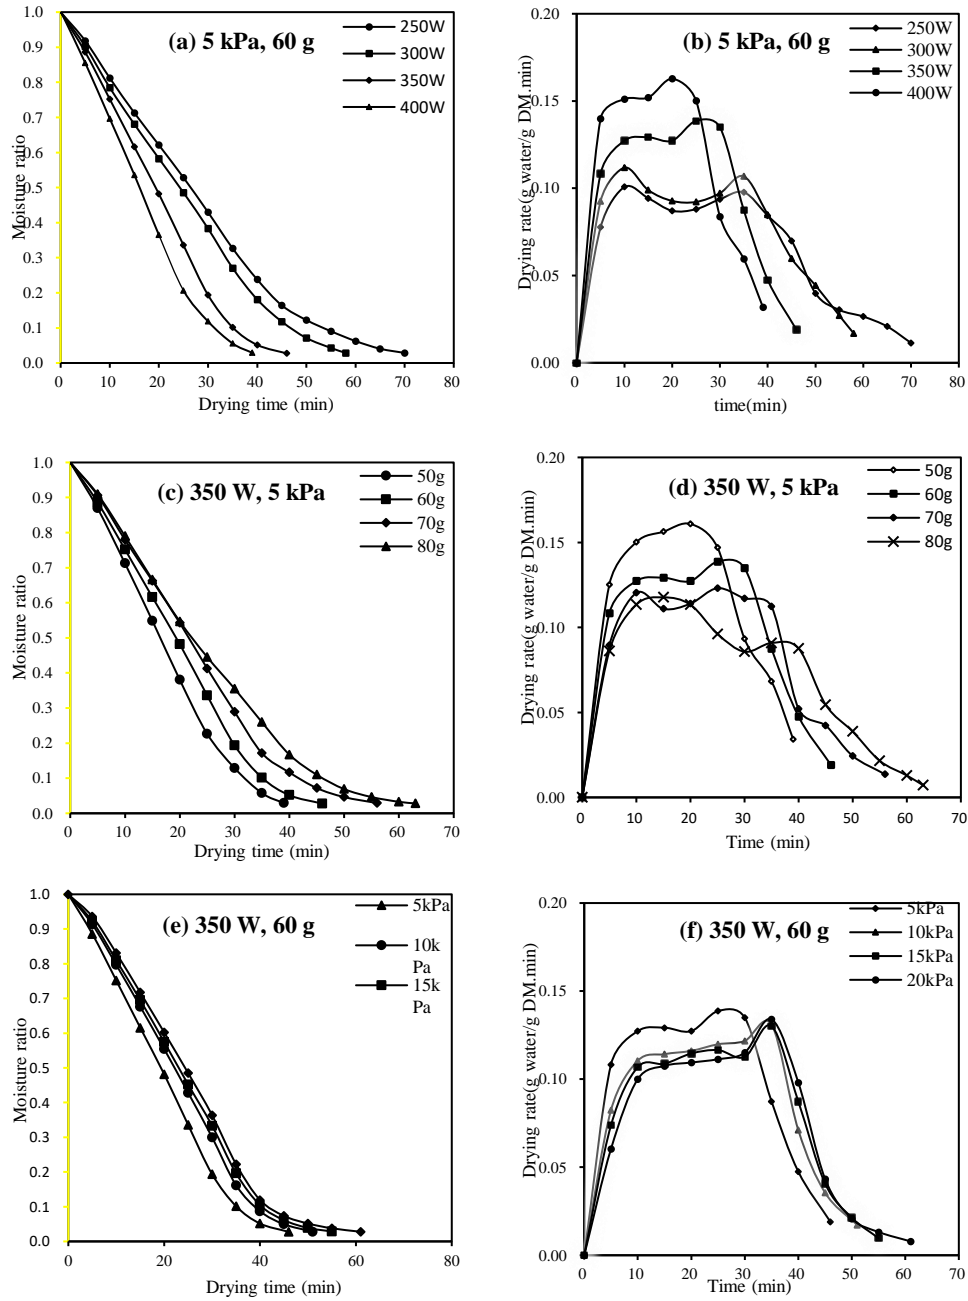 (a) 5 kPa, 60 g
250W
300W
350W
400W
Moisture ratio
1.0
0.9
0.8
0.7
0.6
0.5
0.4
0.3
0.2
0.1
0.0
0 10 20 30 40 50 60 70 80
Drying time (min)
(b) 5 kPa, 60 g
250W
300W
350W
400W
Drying rate(g water/g DM.min)
0.20
0.15
0.10
0.05
0.00
0 10 20 30 40 50 60 70 80
time(min)
(c) 350 W, 5 kPa
50g
60g
70g
80g
Moisture ratio
1.0
0.9
0.8
0.7
0.6
0.5
0.4
0.3
0.2
0.1
0.0
0 10 20 30 40 50 60 70
Drying time (min)
(d) 350 W, 5 kPa
50g
60g
70g
80g
Drying rate(g water/g DM.min)
0.20
0.15
0.10
0.05
0.00
0 10 20 30 40 50 60 70
Time (min)
(e) 350 W, 60 g
5kPa
10k
Pa
15k
Pa
Moisture ratio
1.0
0.9
0.8
0.7
0.6
0.5
0.4
0.3
0.2
0.1
0.0
0 20 40 60 80
Drying time (min)
(f) 350 W, 60 g
5kPa
10kPa
15kPa
20kPa
Drying rate(g water/g DM.min)
0.20
0.15
0.10
0.05
0.00
0 10 20 30 40 50 60 70
Time (min)